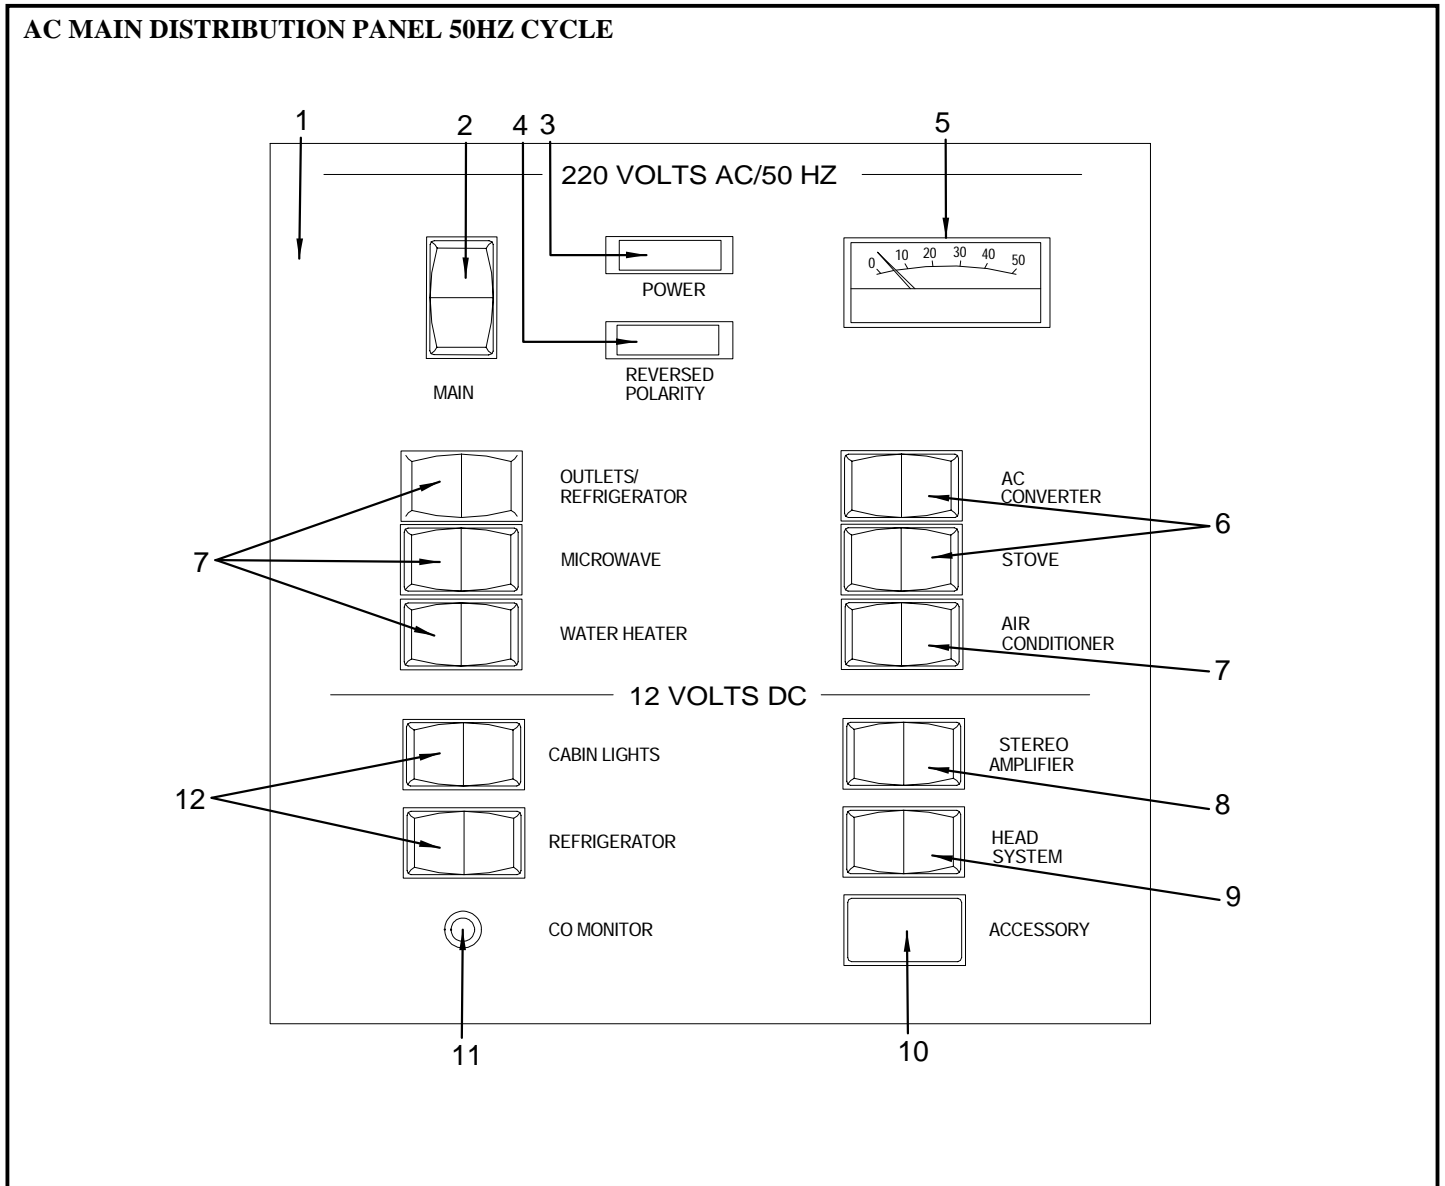 AC MAIN DISTRIBUTION PANEL 50HZ CYCLE
1
2
4 3
5
220 VOLTS AC/50 HZ
0 10 20 30 40 50
POWER
REVERSED
POLARITY
MAIN
OUTLETS/
REFRIGERATOR
AC
CONVERTER
6
7
MICROWAVE
STOVE
WATER HEATER
AIR
CONDITIONER
7
12 VOLTS DC
CABIN LIGHTS
STEREO
AMPLIFIER
12
8
REFRIGERATOR
HEAD
SYSTEM
9
CO MONITOR
ACCESSORY
11
10